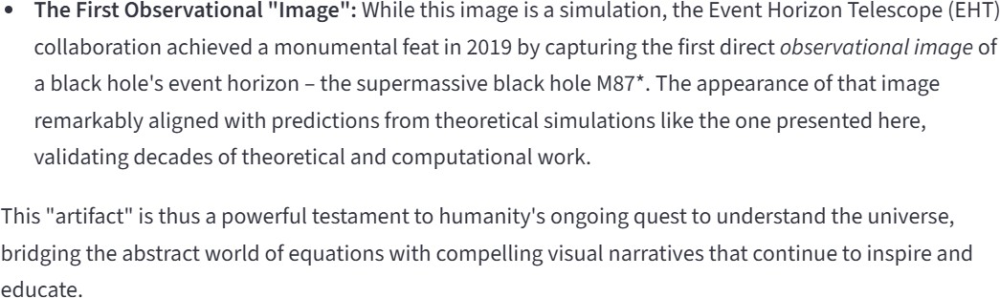 • The First Observational "Image": While this image is a simulation, the Event Horizon Telescope (EHT)
collaboration achieved a monumental feat in 2019 by capturing the first direct observational image of
a black hole's event horizon – the supermassive black hole M87*. The appearance of that image
remarkably aligned with predictions from theoretical simulations like the one presented here,
validating decades of theoretical and computational work.
This "artifact" is thus a powerful testament to humanity's ongoing quest to understand the universe,
bridging the abstract world of equations with compelling visual narratives that continue to inspire and
educate.